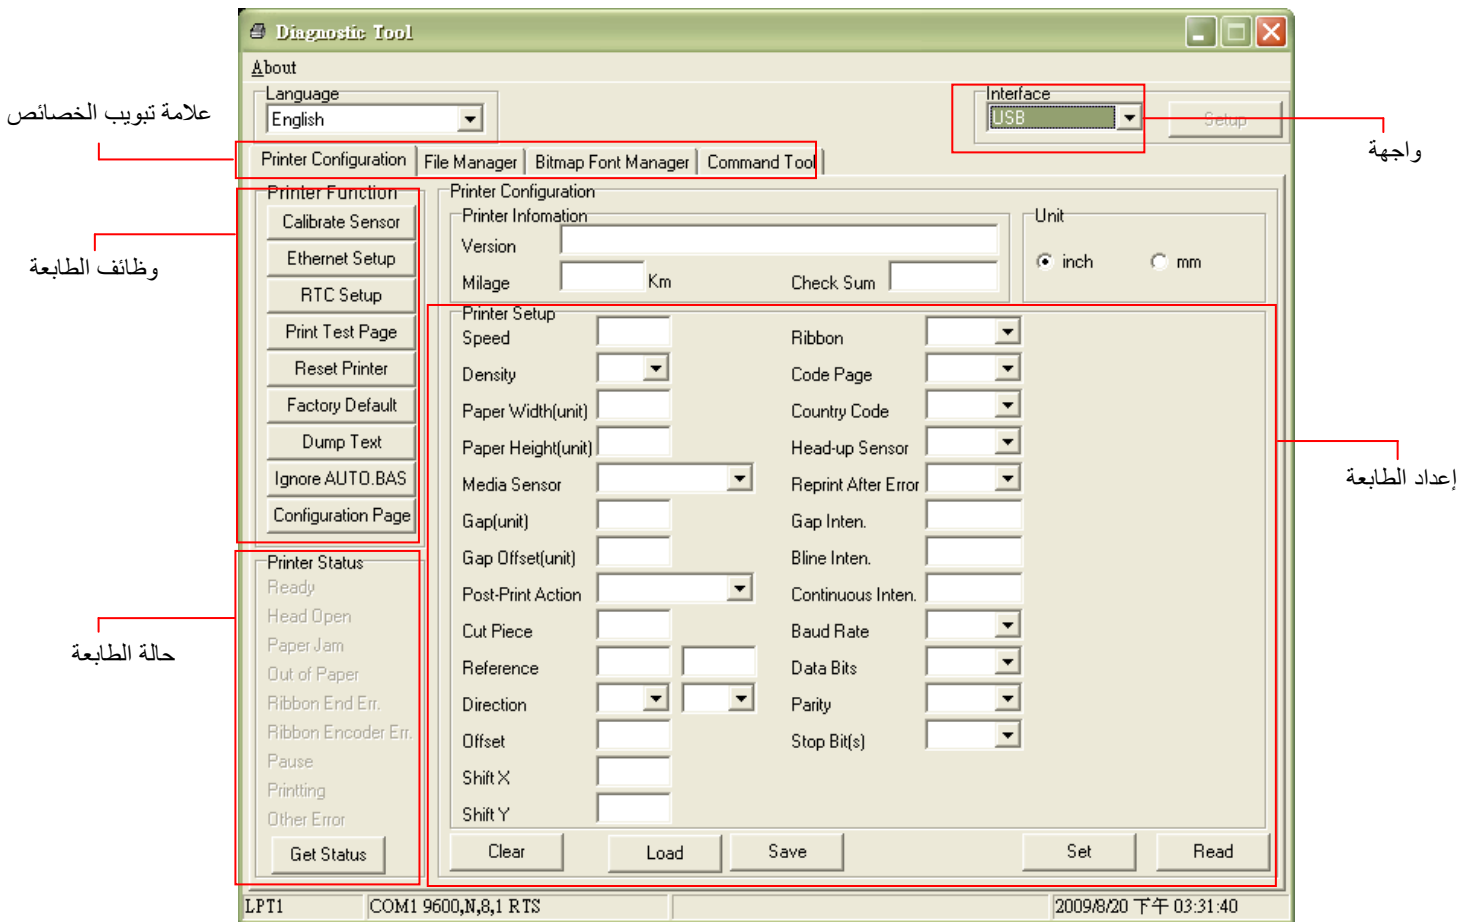 Diagnostic Tool
About
Language
English
Interface
USB
Setup
علامة تبويب الخصائص
واجهة
Printer Configuration
File Manager
Bitmap Font Manager
Command Tool
Printer Function
Calibrate Sensor
Ethernet Setup
RTC Setup
Print Test Page
Reset Printer
Factory Default
Dump Text
Ignore AUTO.BAS
Configuration Page
وظائف الطابعة
Printer Status
Ready
Head Open
Paper Jam
Out of Paper
Ribbon End Err.
Ribbon Encoder Err.
Pause
Printting
Other Error
Get Status
حالة الطابعة
Printer Configuration
Printer Infomation
Version
Milage
Km
Check Sum
Unit
inch
mm
Printer Setup
Speed
Density
Paper Width(unit)
Paper Height(unit)
Media Sensor
Gap(unit)
Gap Offset(unit)
Post-Print Action
Cut Piece
Reference
Direction
Offset
Shift X
Shift Y
Ribbon
Code Page
Country Code
Head-up Sensor
Reprint After Error
Gap Inten.
Bline Inten.
Continuous Inten.
Baud Rate
Data Bits
Parity
Stop Bit(s)
إعداد الطابعة
Clear
Load
Save
Set
Read
LPT1
COM1 9600,N,8,1 RTS
2009/8/20 下午 03:31:40